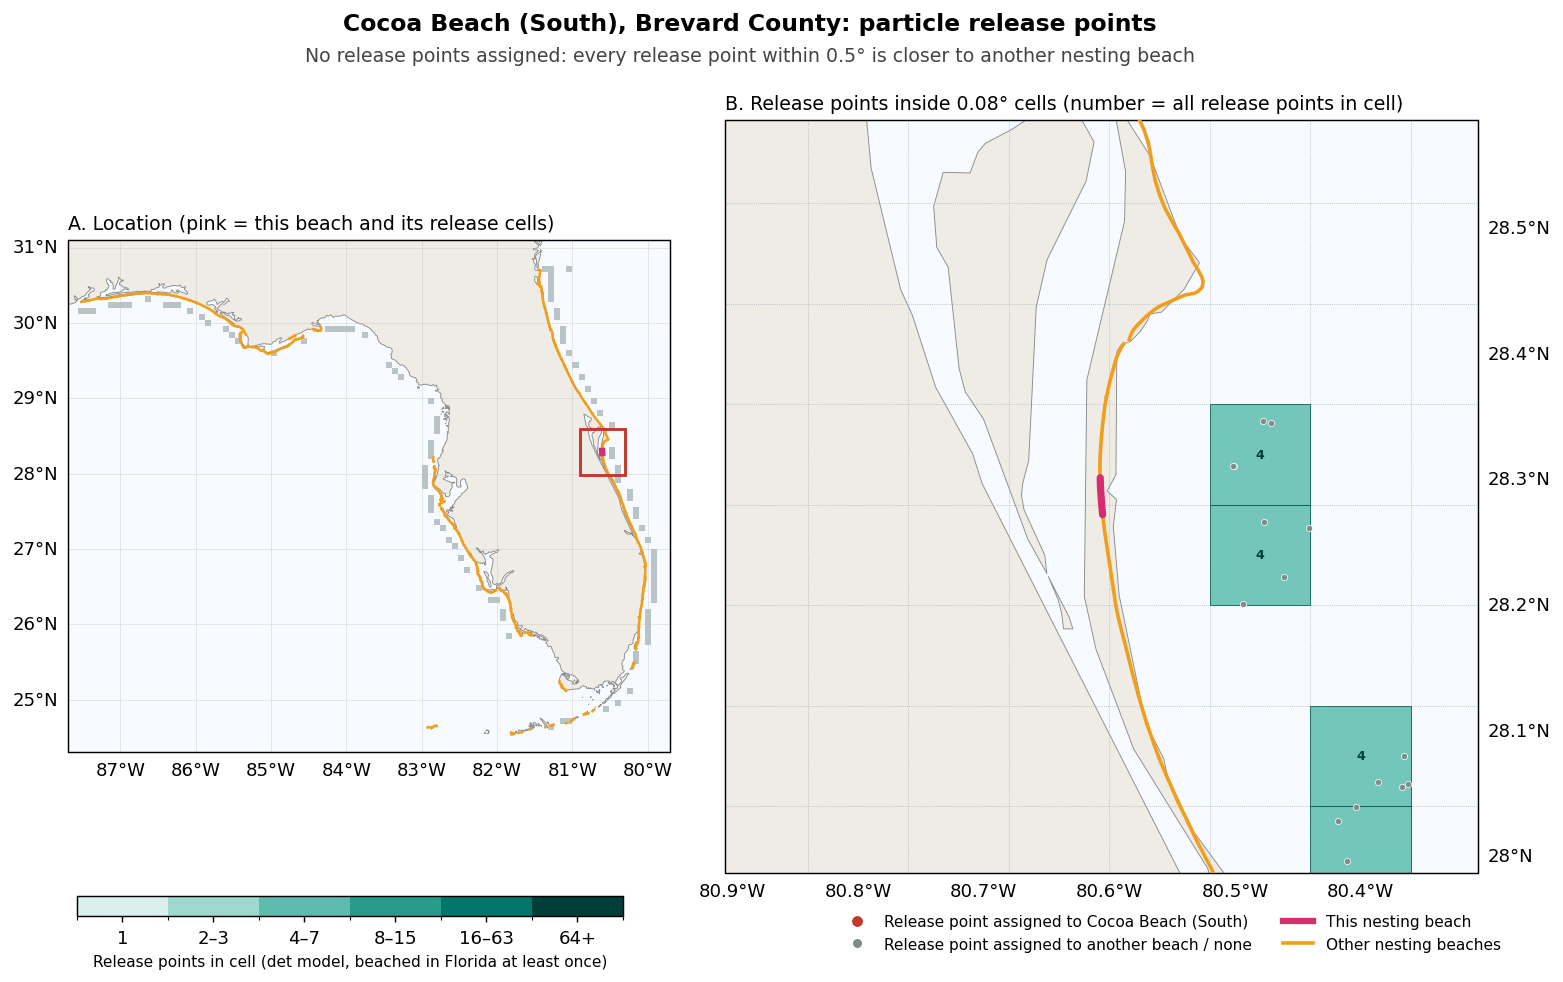 Cocoa Beach (South), Brevard County: particle release points
No release points assigned: every release point within 0.5° is closer to another nesting beach
A. Location (pink = this beach and its release cells)
31°N
30°N
29°N
28°N
27°N
26°N
25°N
87°W 86°W 85°W 84°W 83°W 82°W 81°W 80°W
B. Release points inside 0.08° cells (number = all release points in cell)
4
4
4
28.5°N
28.4°N
28.3°N
28.2°N
28.1°N
28°N
80.9°W 80.8°W 80.7°W 80.6°W 80.5°W 80.4°W
1 2–3 4–7 8–15 16–63 64+
Release points in cell (det model, beached in Florida at least once)
Release point assigned to Cocoa Beach (South)
Release point assigned to another beach / none
This nesting beach
Other nesting beaches